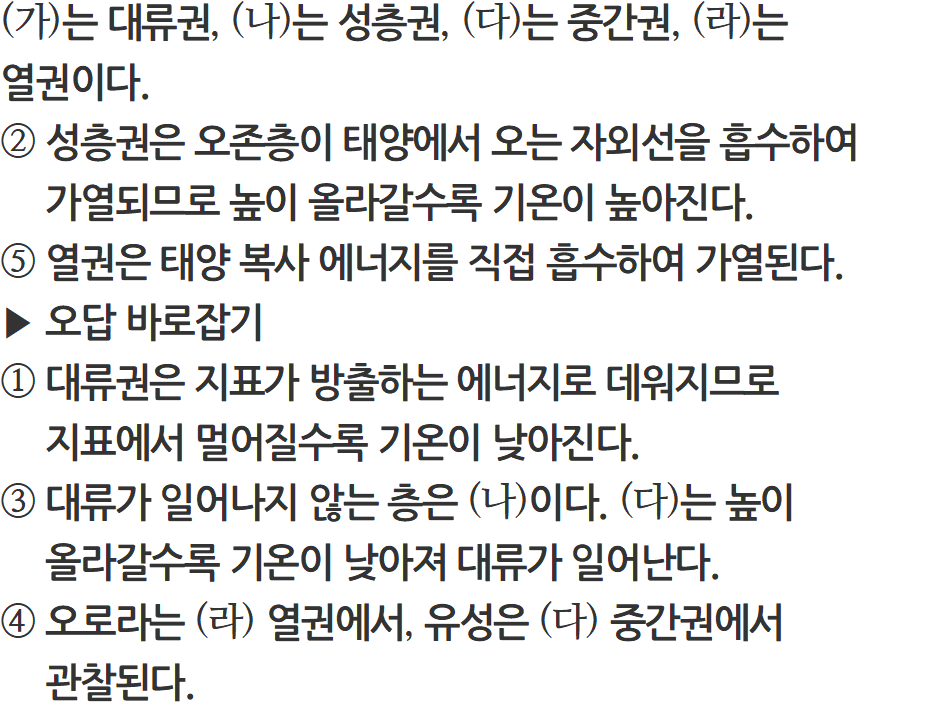 (가)는 대류권, (나)는 성층권, (다)는 중간권, (라)는
열권이다.
② 성층권은 오존층이 태양에서 오는 자외선을 흡수하여
가열되므로 높이 올라갈수록 기온이 높아진다.
⑤ 열권은 태양 복사 에너지를 직접 흡수하여 가열된다.
▶ 오답 바로잡기
① 대류권은 지표가 방출하는 에너지로 데워지므로
지표에서 멀어질수록 기온이 낮아진다.
③ 대류가 일어나지 않는 층은 (나)이다. (다)는 높이
올라갈수록 기온이 낮아져 대류가 일어난다.
④ 오로라는 (라) 열권에서, 유성은 (다) 중간권에서
관찰된다.